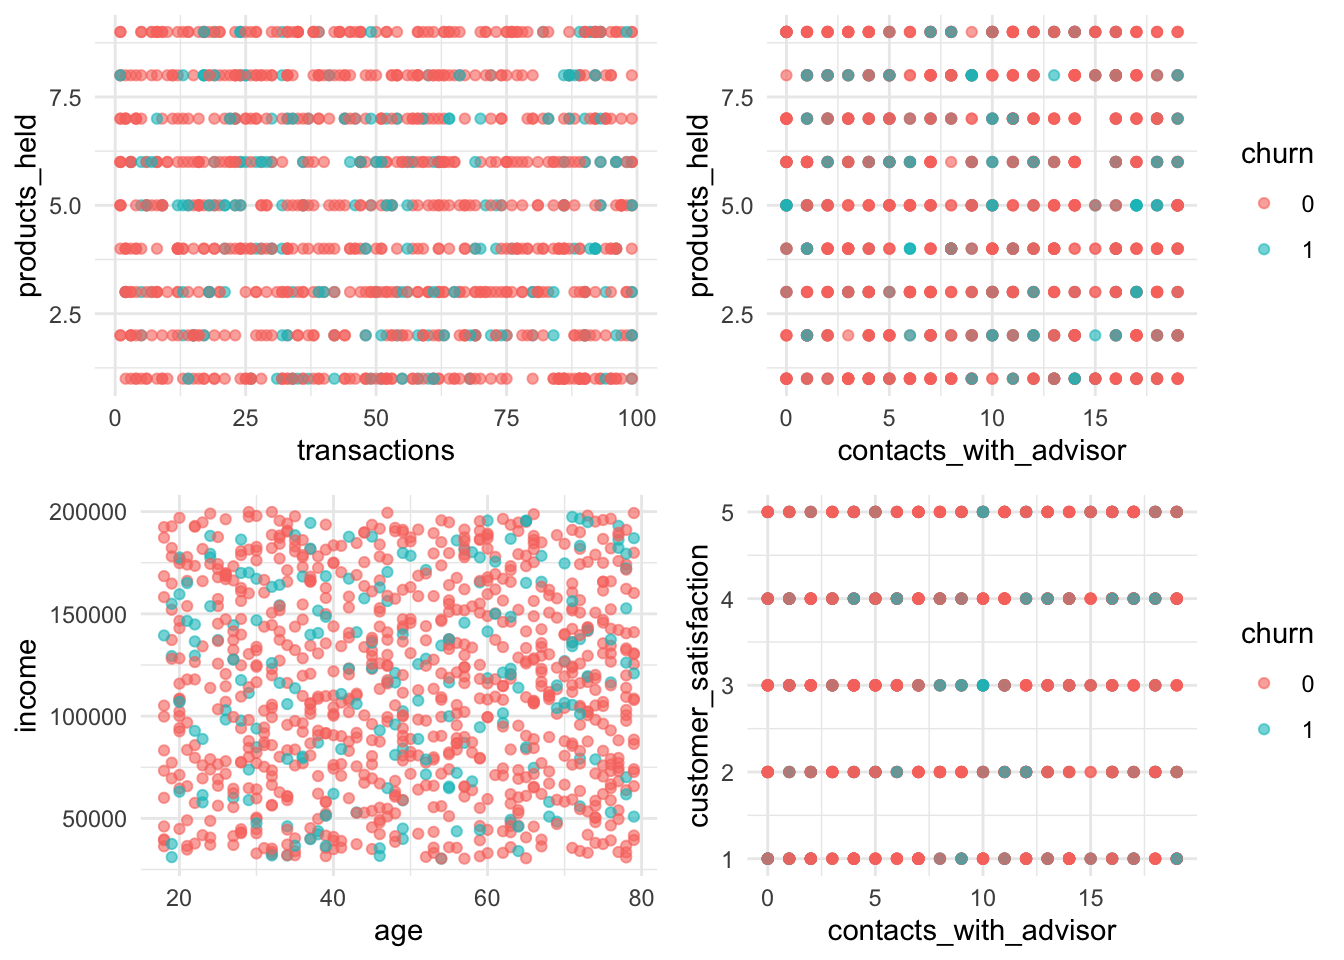 products_held
7.5
5.0
2.5
0 25 50 75 100
transactions
products_held
7.5
5.0
2.5
0 5 10 15
contacts_with_advisor
churn
0
1
income
200000
150000
100000
50000
20 40 60 80
age
customer_satisfaction
5
4
3
2
1
0 5 10 15
contacts_with_advisor
churn
0
1